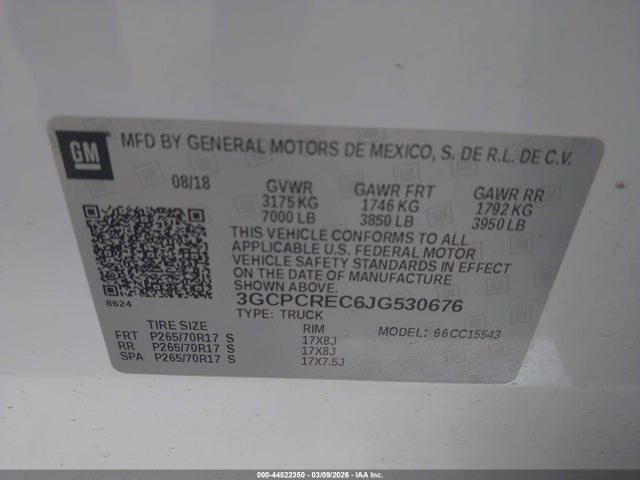 GM
MFD BY GENERAL MOTORS DE MEXICO, S. DE R.L. DE C.V.
08/18 GVWR GAWR FRT GAWR RR
3175 KG 1746 KG 1792 KG
7000 LB 3850 LB 3950 LB
THIS VEHICLE CONFORMS TO ALL
APPLICABLE U.S. FEDERAL MOTOR
VEHICLE SAFETY STANDARDS IN EFFECT
ON THE DATE OF MANUFACTURE
SHOWN ABOVE.
8624 3GCPCREC6JG530676
TYPE: TRUCK
TIRE SIZE RIM MODEL: 66CC15543
FRT P265/70R17 S 17X8J
RR P265/70R17 S 17X8J
SPA P265/70R17 S 17X7.5J
000-44522350 | 03/09/2026 | IAA Inc.